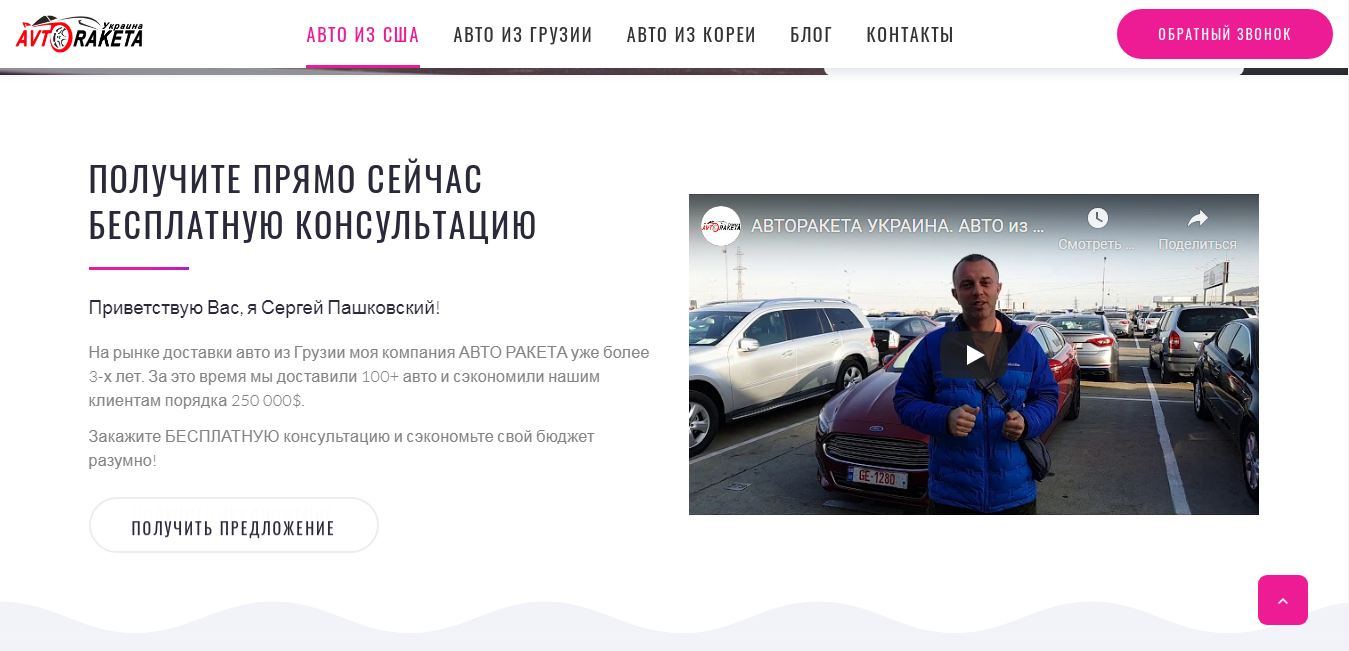 Украина
AVTORAKETA
АВТО ИЗ США
АВТО ИЗ ГРУЗИИ
АВТО ИЗ КОРЕИ
БЛОГ
КОНТАКТЫ
ОБРАТНЫЙ ЗВОНОК
ПОЛУЧИТЕ ПРЯМО СЕЙЧАС
БЕСПЛАТНУЮ КОНСУЛЬТАЦИЮ
Приветствую Вас, я Сергей Пашковский!
На рынке доставки авто из Грузии моя компания АВТО РАКЕТА уже более
3-х лет. За это время мы доставили 100+ авто и сэкономили нашим
клиентам порядка 250 000$.
Закажите БЕСПЛАТНУЮ консультацию и сэкономьте свой бюджет
разумно!
ПОЛУЧИТЬ ПРЕДЛОЖЕНИЕ
AVTORAKETA
АВТОРАКЕТА УКРАИНА. АВТО из ...
Смотреть ...
Поделиться
Ford
GE-1280